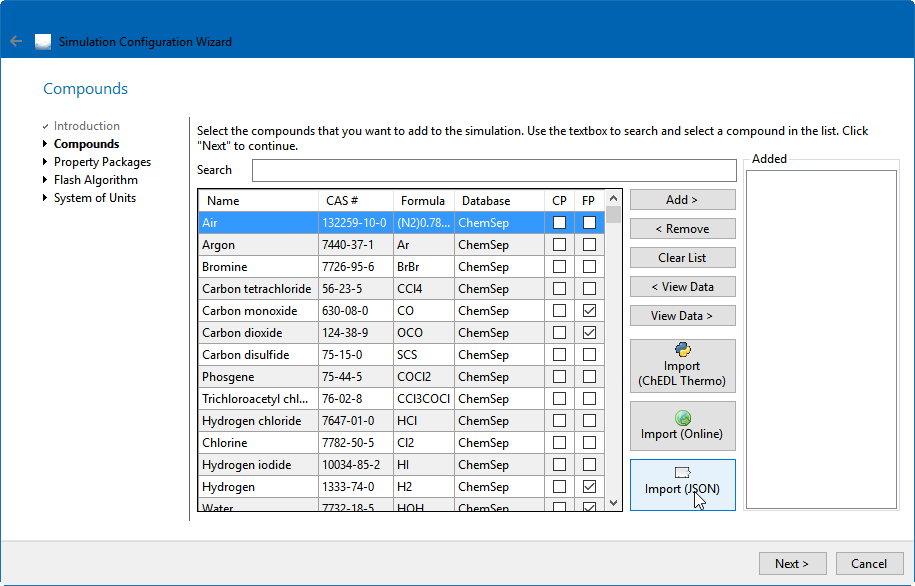 Simulation Configuration Wizard
Compounds
Introduction
Compounds
Property Packages
Flash Algorithm
System of Units
Select the compounds that you want to add to the simulation. Use the textbox to search and select a compound in the list. Click
"Next" to continue.
Search
Added
Name CAS # Formula Database CP FP
Air 132259-10-0 (N2)0.78... ChemSep
Argon 7440-37-1 Ar ChemSep
Bromine 7726-95-6 BrBr ChemSep
Carbon tetrachloride 56-23-5 CCl4 ChemSep
Carbon monoxide 630-08-0 CO ChemSep
Carbon dioxide 124-38-9 OCO ChemSep
Carbon disulfide 75-15-0 SCS ChemSep
Phosgene 75-44-5 COCl2 ChemSep
Trichloroacetyl chl... 76-02-8 CCl3COCl ChemSep
Hydrogen chloride 7647-01-0 HCl ChemSep
Chlorine 7782-50-5 Cl2 ChemSep
Hydrogen iodide 10034-85-2 HI ChemSep
Hydrogen 1333-74-0 H2 ChemSep
Water 7732-18-5 HOH ChemSep
Add >
< Remove
Clear List
< View Data
View Data >
Import
(ChEDL Thermo)
Import (Online)
Import (JSON)
Next >
Cancel